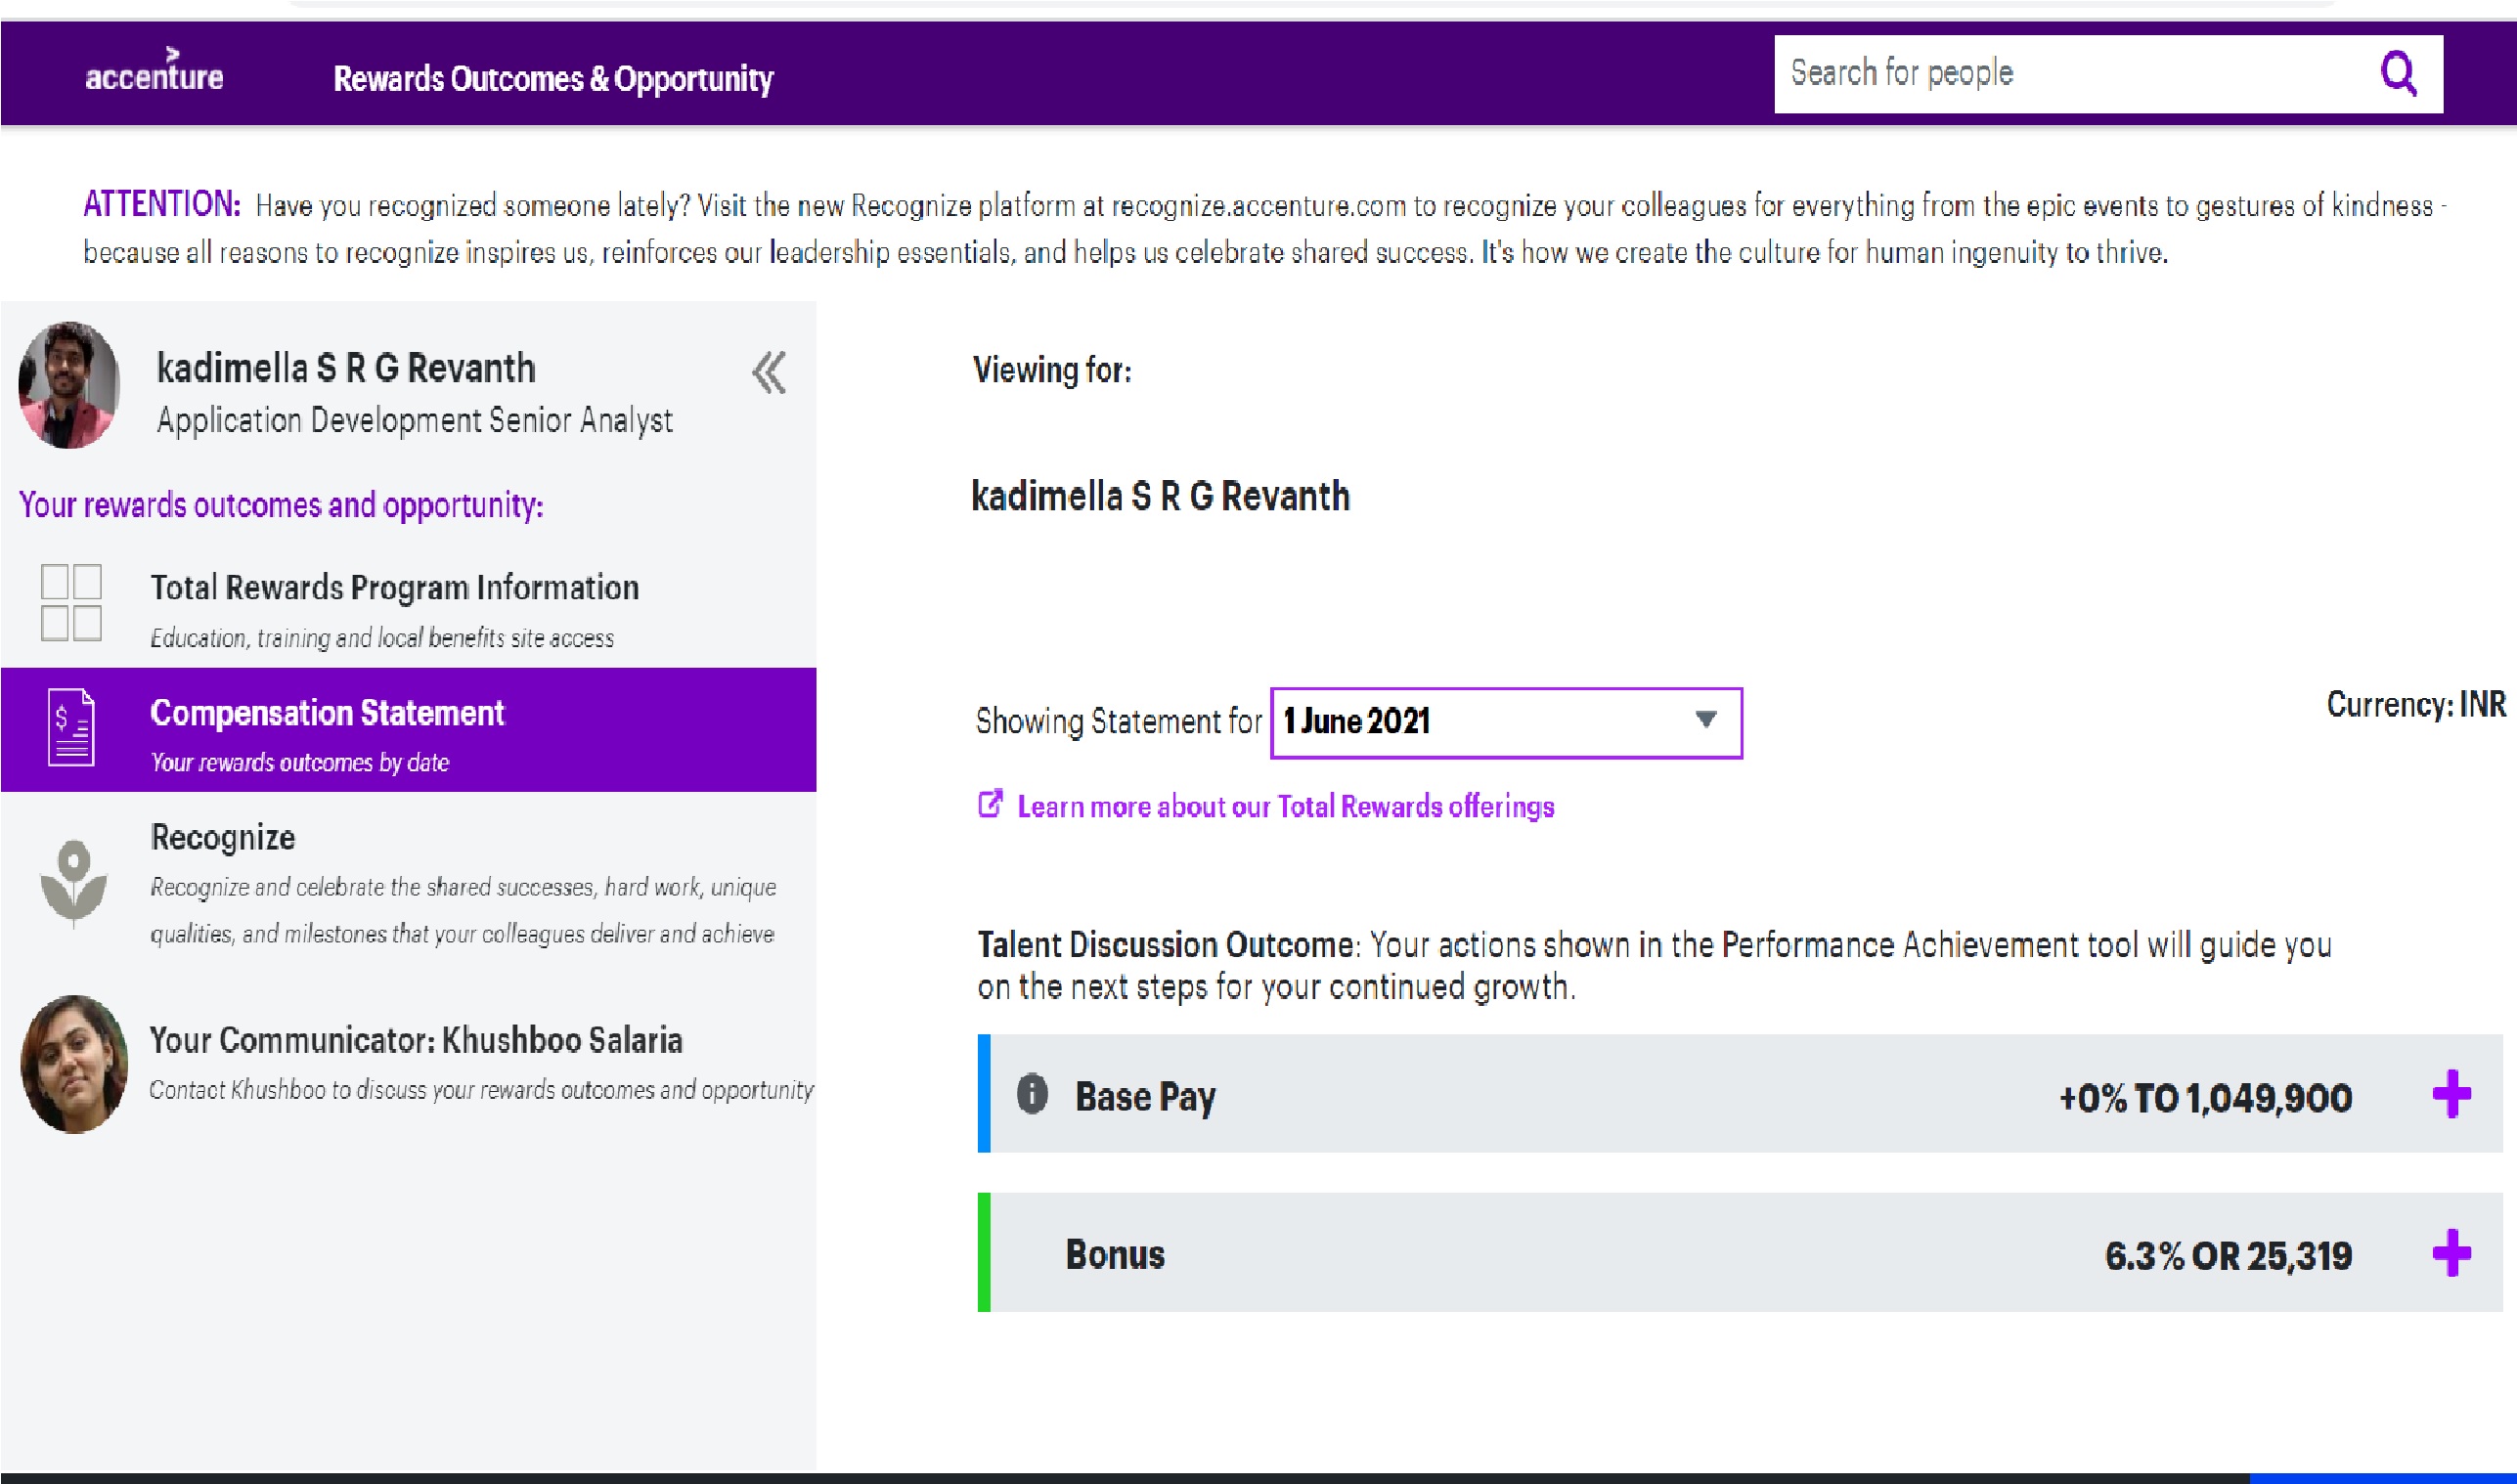 accenture
Rewards Outcomes & Opportunity
Search for people
ATTENTION: Have you recognized someone lately? Visit the new Recognize platform at recognize.accenture.com to recognize your colleagues for everything from the epic events to gestures of kindness -
because all reasons to recognize inspires us, reinforces our leadership essentials, and helps us celebrate shared success. It's how we create the culture for human ingenuity to thrive.
kadimella S R G Revanth
Application Development Senior Analyst
Your rewards outcomes and opportunity:
Total Rewards Program Information
Education, training and local benefits site access
Compensation Statement
Your rewards outcomes by date
Recognize
Recognize and celebrate the shared successes, hard work, unique
qualities, and milestones that your colleagues deliver and achieve
Your Communicator: Khushboo Salaria
Contact Khushboo to discuss your rewards outcomes and opportunity
Viewing for:
kadimella S R G Revanth
Showing Statement for 1 June 2021
Currency: INR
Learn more about our Total Rewards offerings
Talent Discussion Outcome: Your actions shown in the Performance Achievement tool will guide you
on the next steps for your continued growth.
Base Pay +0% TO 1,049,900
Bonus 6.3% OR 25,319